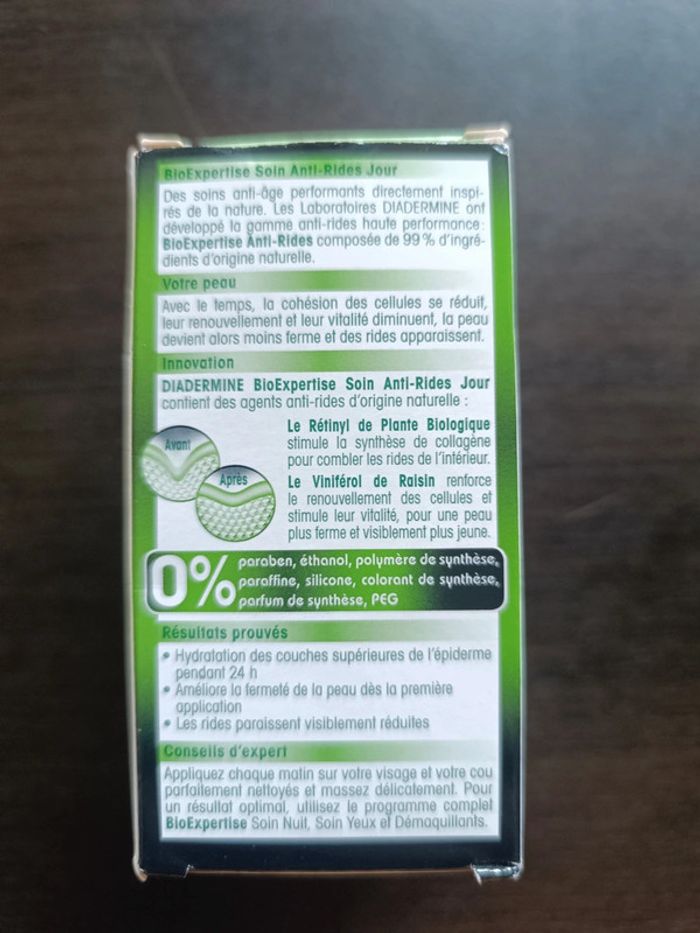 BioExpertise Soin Anti-Rides Jour
Des soins anti-âge performants directement inspi-
rés de la nature. Les Laboratoires DIADERMINE ont
développé la gamme anti-rides haute performance :
BioExpertise Anti-Rides composée de 99 % d'ingré-
dients d'origine naturelle.
Votre peau
Avec le temps, la cohésion des cellules se réduit,
leur renouvellement et leur vitalité diminuent, la peau
devient alors moins ferme et des rides apparaissent.
Innovation
DIADERMINE BioExpertise Soin Anti-Rides Jour
contient des agents anti-rides d'origine naturelle :
Le Rétinyl de Plante Biologique
stimule la synthèse de collagène
pour combler les rides de l'intérieur.
Avant
Après
Le Viniférol de Raisin renforce
le renouvellement des cellules et
stimule leur vitalité, pour une peau
plus ferme et visiblement plus jeune.
0% paraben, éthanol, polymère de synthèse,
paraffine, silicone, colorant de synthèse,
parfum de synthèse, PEG
Résultats prouvés
• Hydratation des couches supérieures de l'épiderme
pendant 24 h
• Améliore la fermeté de la peau dès la première
application
• Les rides paraissent visiblement réduites
Conseils d'expert
Appliquez chaque matin sur votre visage et votre cou
parfaitement nettoyés et massez délicatement. Pour
un résultat optimal, utilisez le programme complet
BioExpertise Soin Nuit, Soin Yeux et Démaquillants.